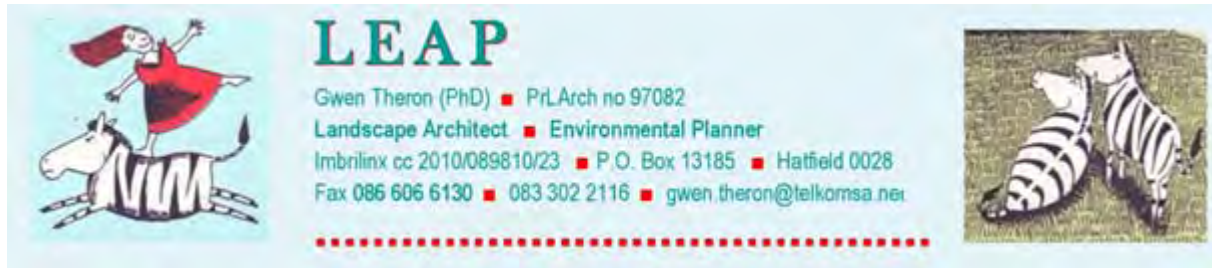 LEAP
Gwen Theron (PhD) ■ PrLArch no 97082
Landscape Architect ■ Environmental Planner
Imbrilinx cc 2010/089810/23 ■ P.O. Box 13185 ■ Hatfield 0028
Fax 086 606 6130 ■ 083 302 2116 ■ gwen.theron@telkomsa.net